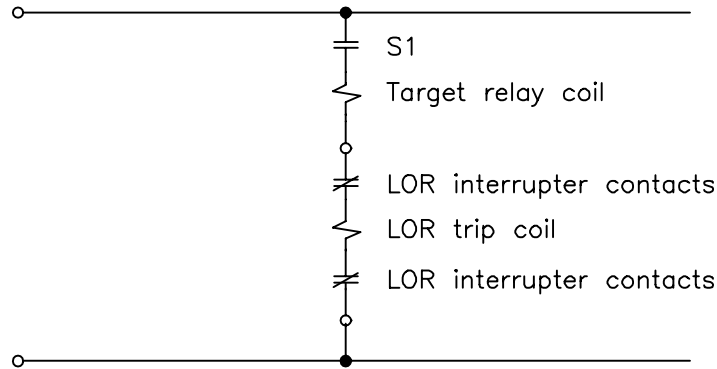 S1
Target relay coil
LOR interrupter contacts
LOR trip coil
LOR interrupter contacts